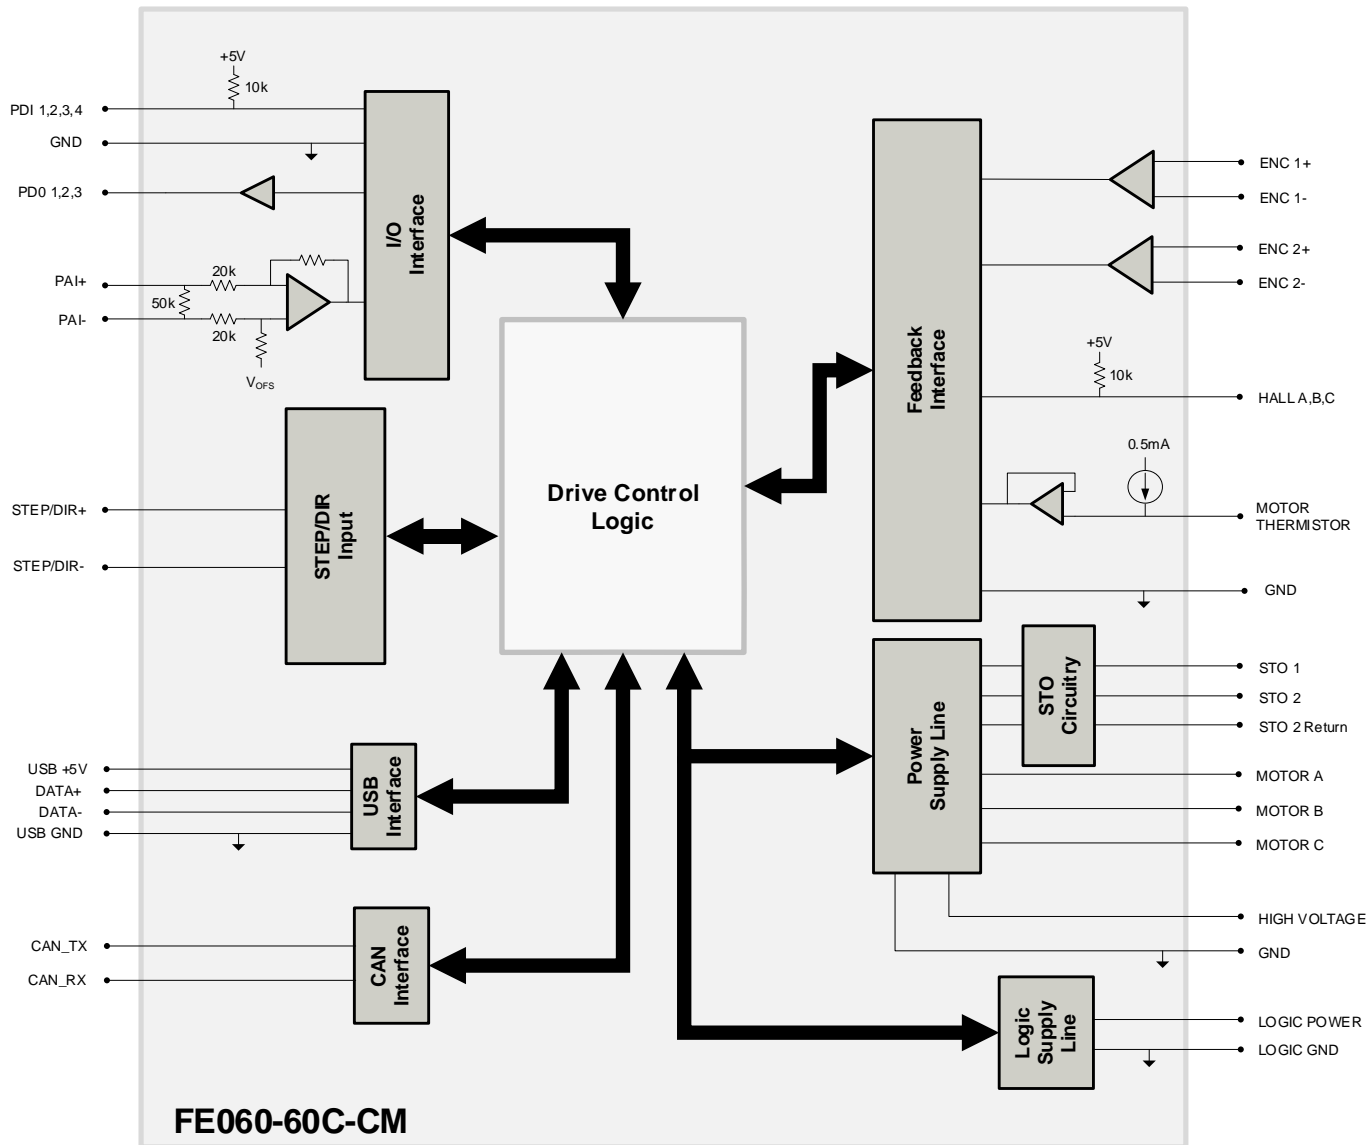 +5V
10k
PDI 1,2,3,4
GND
PD0 1,2,3
PAI+
20k
50k
PAI-
20k
VOFS
I/O
Interface
STEP/DIR+
STEP/DIR-
STEP/DIR
Input
Drive Control
Logic
USB +5V
DATA+
DATA-
USB GND
USB
Interface
CAN_TX
CAN_RX
CAN
Interface
Feedback
Interface
ENC 1+
ENC 1-
ENC 2+
ENC 2-
+5V
10k
HALL A,B,C
0.5mA
MOTOR
THERMISTOR
GND
Power
Supply Line
STO
Circuitry
STO 1
STO 2
STO 2 Return
MOTOR A
MOTOR B
MOTOR C
HIGH VOLTAGE
GND
Logic
Supply
Line
LOGIC POWER
LOGIC GND
FE060-60C-CM